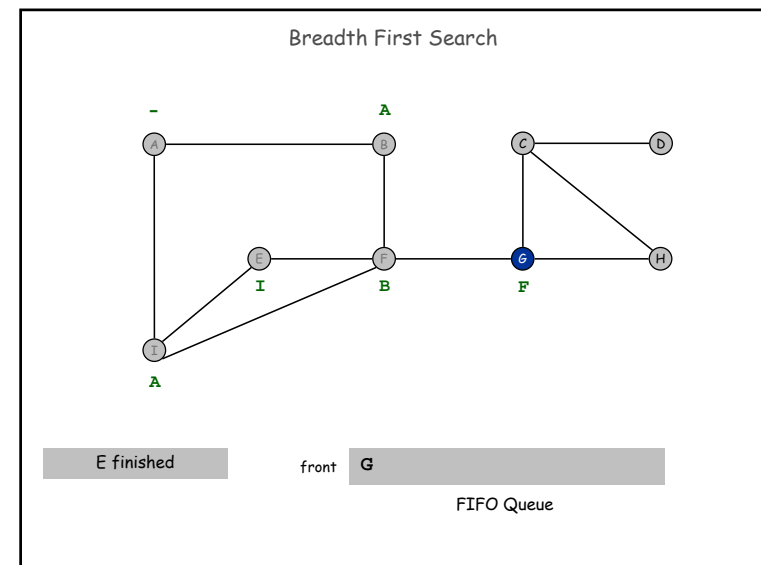 Breadth First Search
- A
A B C D
E F G H
I B F
I
A
E finished
front G
FIFO Queue